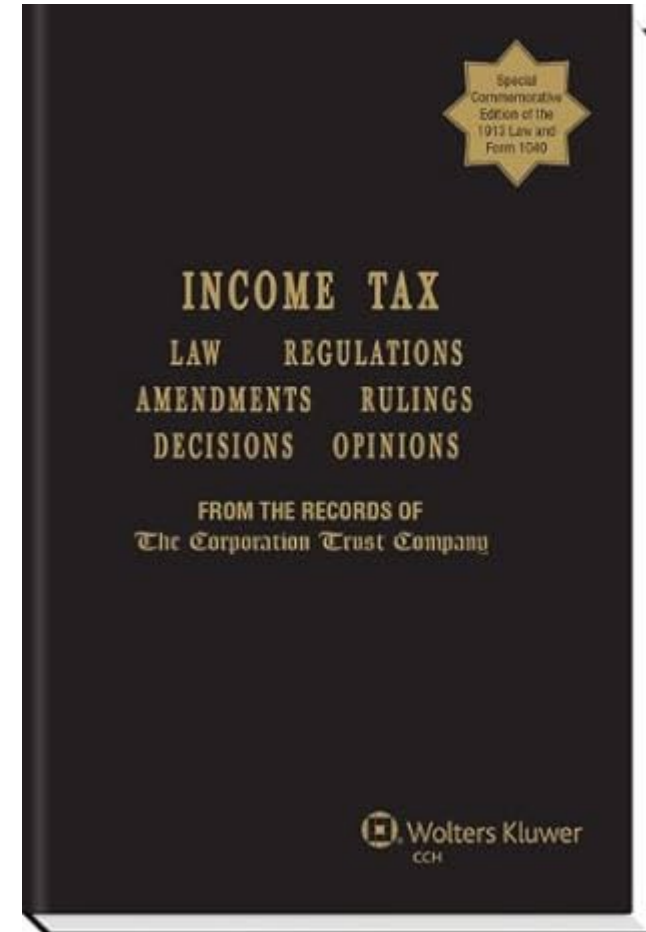 Special
Commemorative
Edition of the
1913 Law and
Form 1040
INCOME TAX
LAW REGULATIONS
AMENDMENTS RULINGS
DECISIONS OPINIONS
FROM THE RECORDS OF
The Corporation Trust Company
Wolters Kluwer
CCH